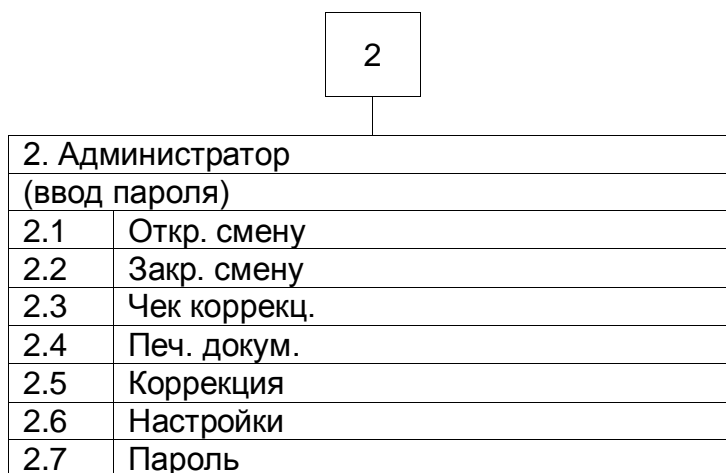 2
2. Администратор
(ввод пароля)
2.1 Откр. смену
2.2 Закр. смену
2.3 Чек коррекц.
2.4 Печ. докум.
2.5 Коррекция
2.6 Настройки
2.7 Пароль